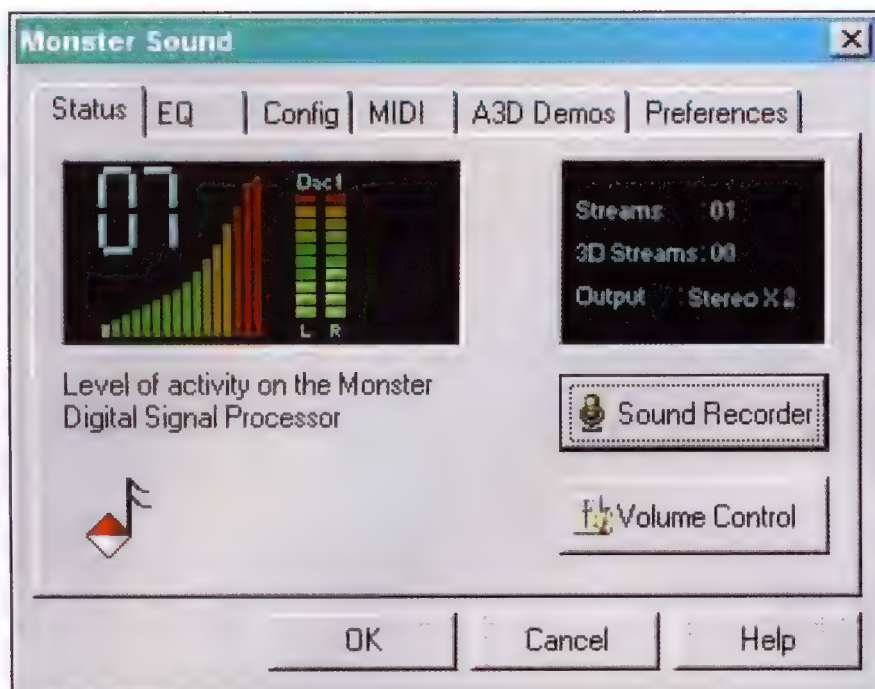 Monster Sound
Status
EQ
Config
MIDI
A3D Demos
Preferences
07
Dac1
L R
Streams :01
3D Streams:00
Output : Stereo X 2
Level of activity on the Monster
Digital Signal Processor
Sound Recorder
Volume Control
OK
Cancel
Help